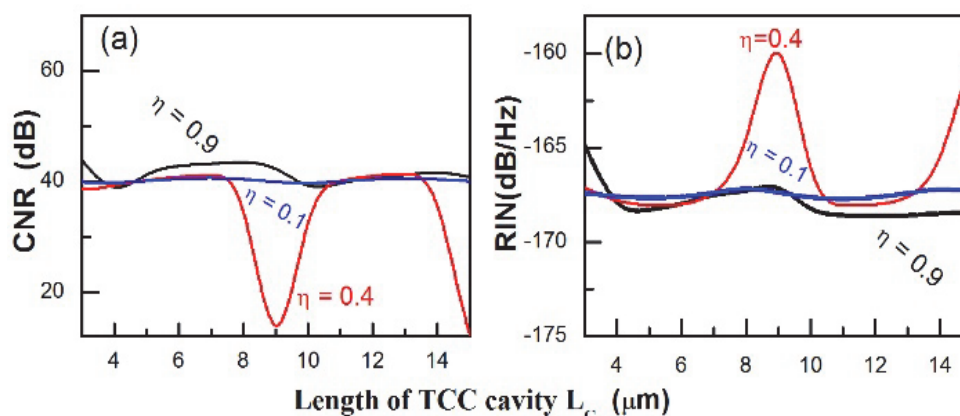 (a)
CNR (dB)
60
40
20
η = 0.9
η = 0.1
η = 0.4
4 6 8 10 12 14
(b)
RIN(dB/Hz)
-160
-165
-170
-175
η=0.4
η=0.1
η = 0.9
4 6 8 10 12 14
Length of TCC cavity L_C (μm)